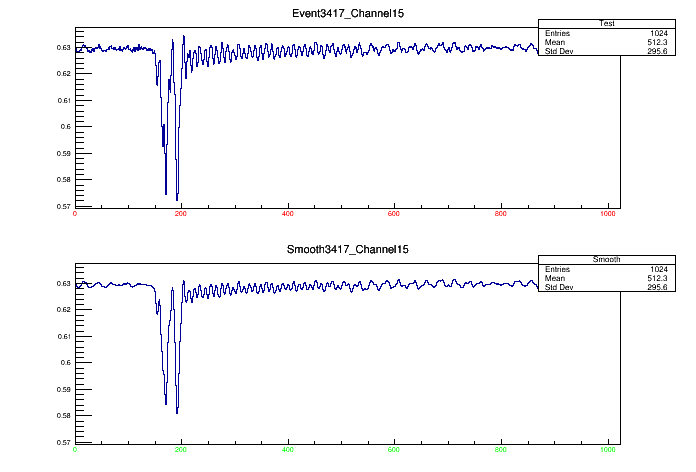 Event3417_Channel15
Test
Entries 1024
Mean 512.3
Std Dev 295.6
0.63
0.62
0.61
0.6
0.59
0.58
0.57
0 200 400 600 800 1000
Smooth3417_Channel15
Smooth
Entries 1024
Mean 512.3
Std Dev 295.6
0.63
0.62
0.61
0.6
0.59
0.58
0.57
0 200 400 600 800 1000